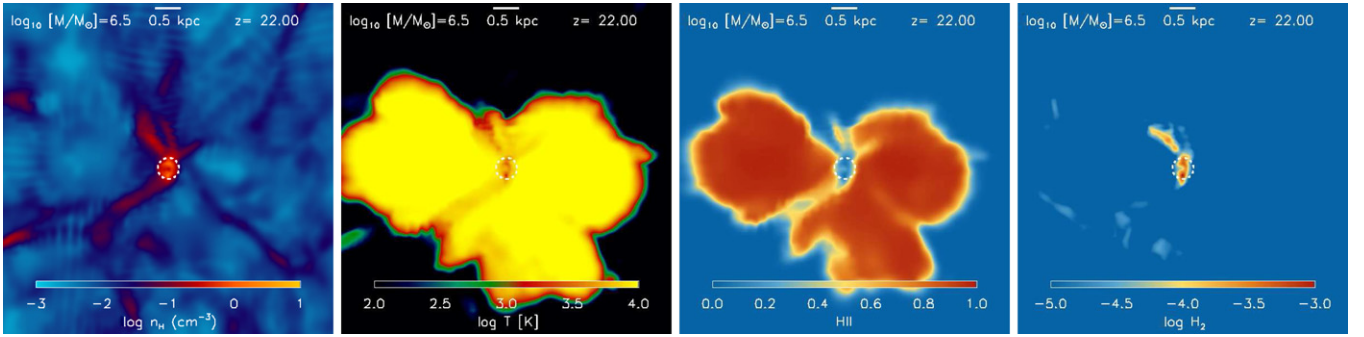 log₁₀ [M/M☉]=6.5 0.5 kpc z= 22.00
−3 −2 −1 0 1
log n_H (cm⁻³)
log₁₀ [M/M☉]=6.5 0.5 kpc z= 22.00
2.0 2.5 3.0 3.5 4.0
log T [K]
log₁₀ [M/M☉]=6.5 0.5 kpc z= 22.00
0.0 0.2 0.4 0.6 0.8 1.0
HII
log₁₀ [M/M☉]=6.5 0.5 kpc z= 22.00
−5.0 −4.5 −4.0 −3.5 −3.0
log H₂